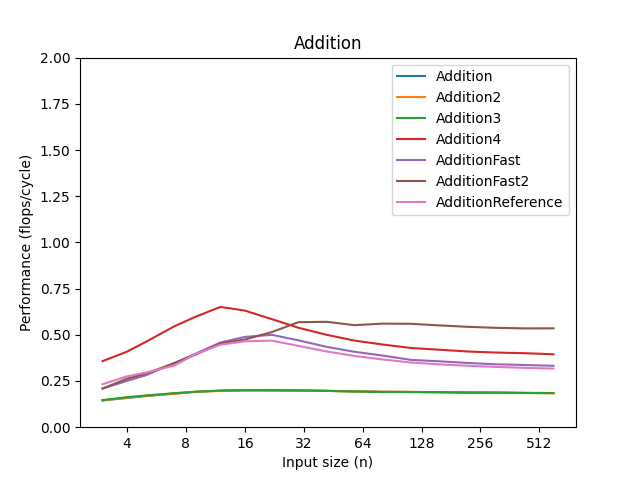 Addition
2.00
1.75
1.50
1.25
1.00
0.75
0.50
0.25
0.00
Performance (flops/cycle)
Addition
Addition2
Addition3
Addition4
AdditionFast
AdditionFast2
AdditionReference
4 8 16 32 64 128 256 512
Input size (n)